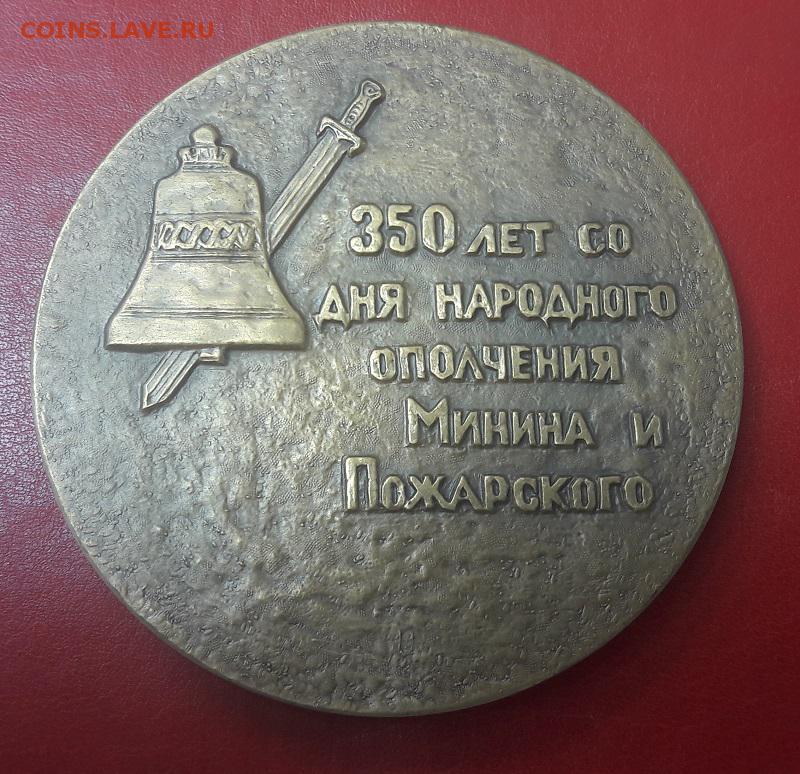 COINS.LAVE.RU
350 лет со
дня народного
ополчения
Минина и
Пожарского